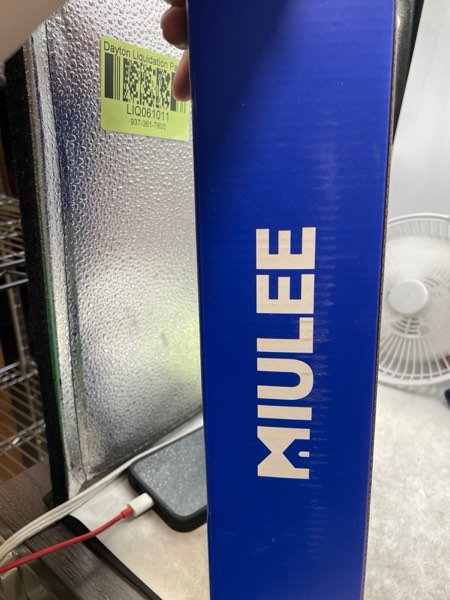 Dayton Liquidation
LIQ061011
937-361-7800
MIULEE